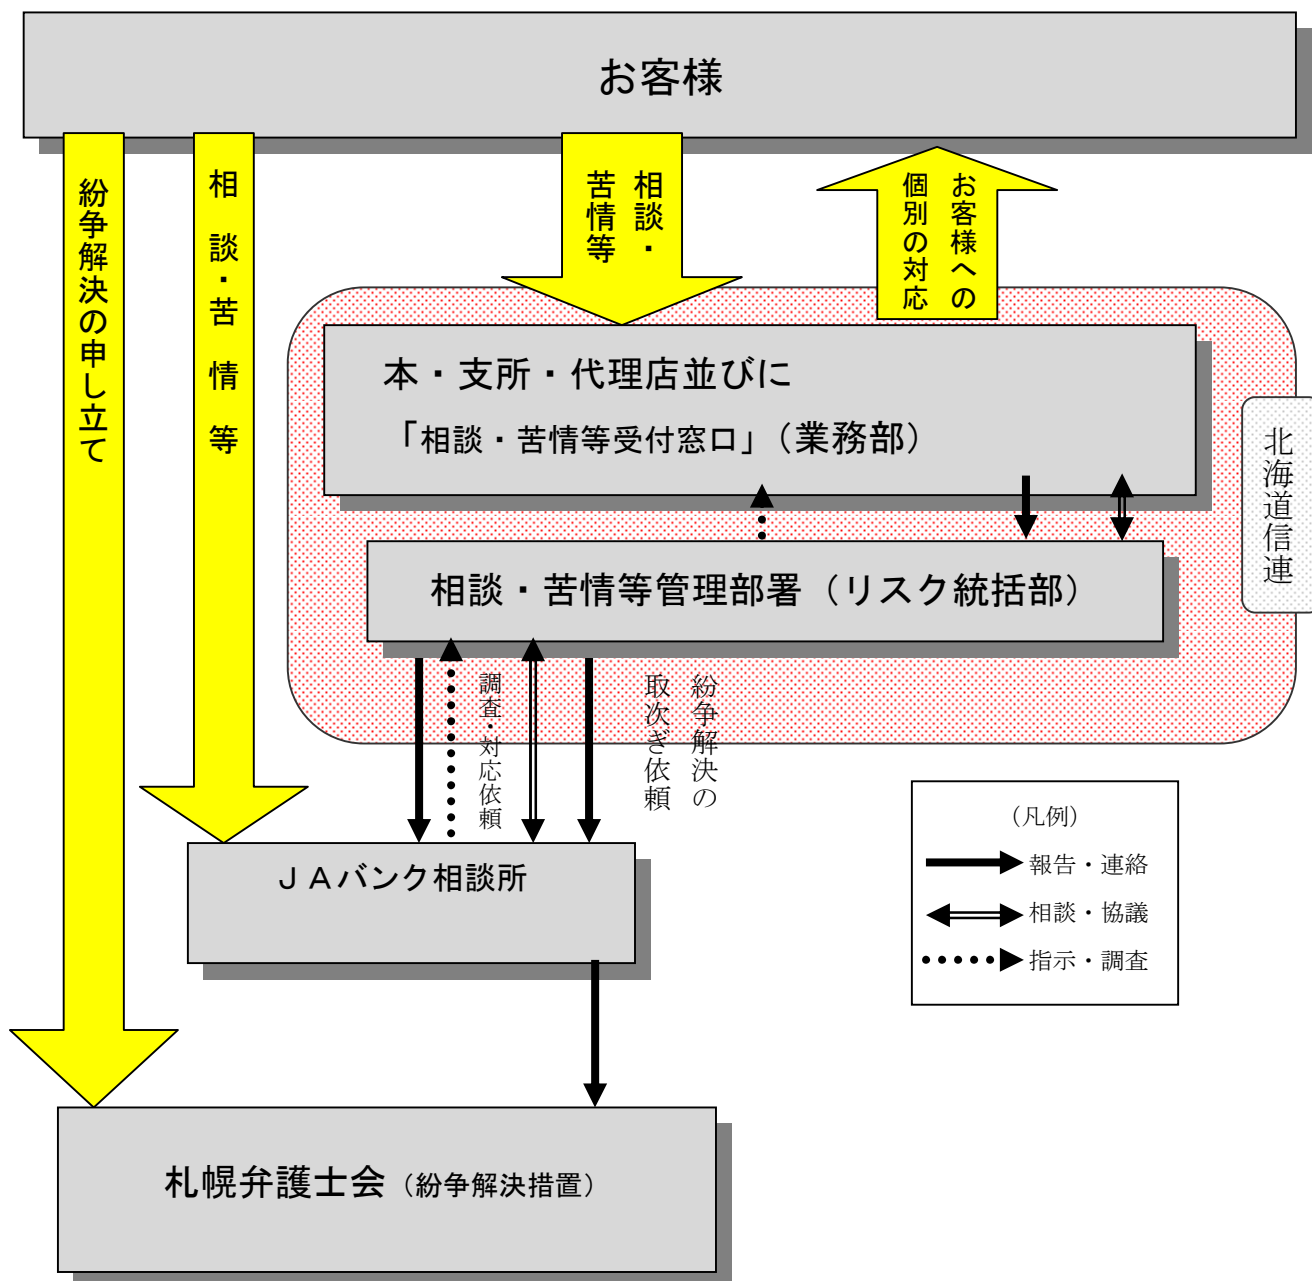 お客様
紛争解決の申し立て
相談・苦情等
相談・
苦情等
お客様への
個別の対応
本・支所・代理店並びに
「相談・苦情等受付窓口」（業務部）
北海道信連
相談・苦情等管理部署（リスク統括部）
調査・対応依頼
紛争解決の
取次ぎ依頼
（凡例）
報告・連絡
相談・協議
指示・調査
ＪＡバンク相談所
札幌弁護士会（紛争解決措置）